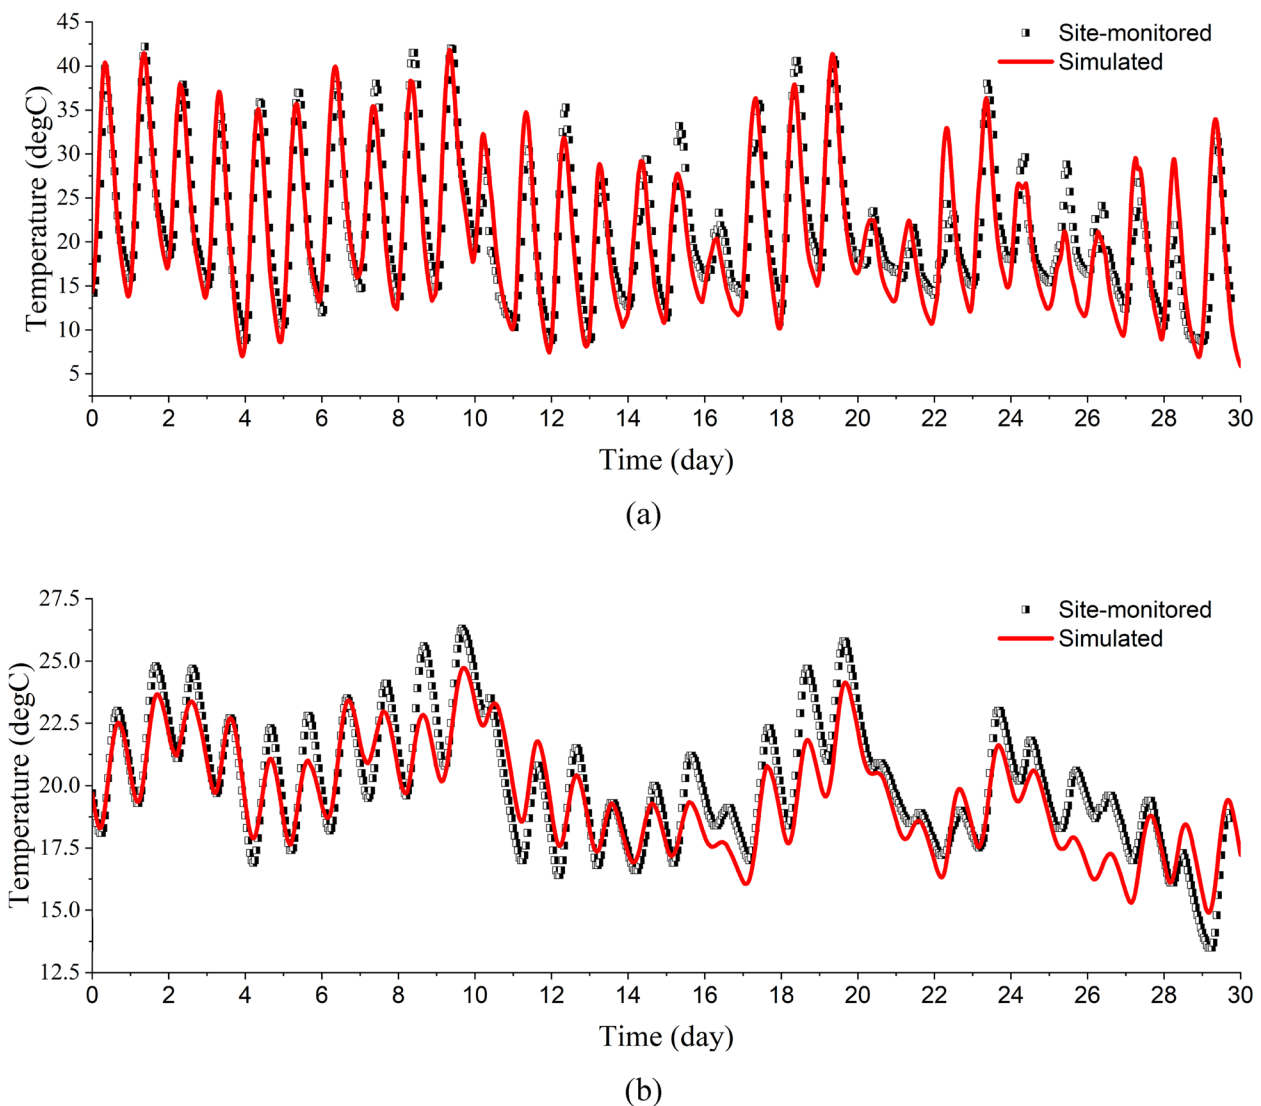 45
40
35
30
25
20
15
10
5
Temperature (degC)
Site-monitored
Simulated
0 2 4 6 8 10 12 14 16 18 20 22 24 26 28 30
Time (day)
(a)
27.5
25.0
22.5
20.0
17.5
15.0
12.5
Temperature (degC)
Site-monitored
Simulated
0 2 4 6 8 10 12 14 16 18 20 22 24 26 28 30
Time (day)
(b)